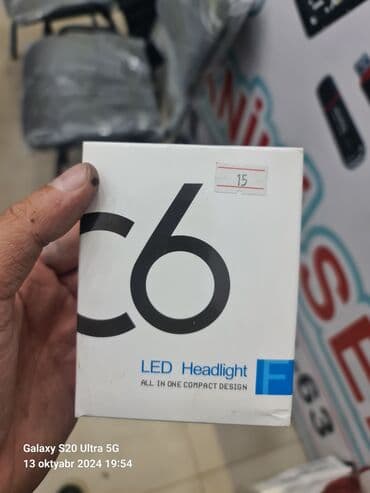 15
C6
LED Headlight
ALL IN ONE COMPACT DESIGN
F
Galaxy S20 Ultra 5G
13 oktyabr 2024 19:54